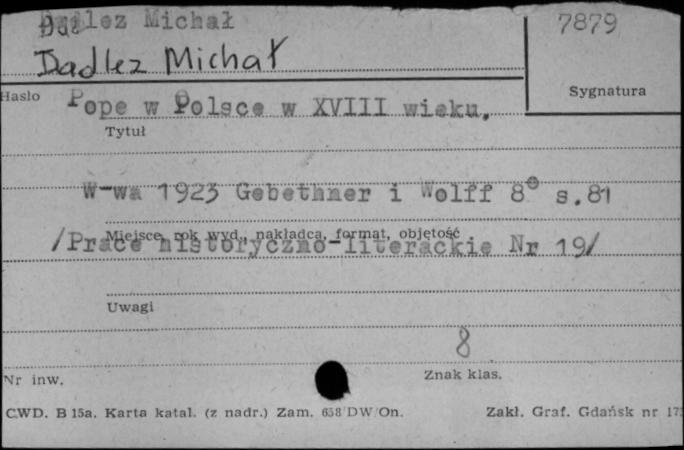 Dadlez Michał
7879
Dadlez Michał
Hasło
Sygnatura
Pope w Polsce w XVIII wieku.
Tytuł
W-wa 1923 Gebethner i Wolff 8° s.81
Miejsce, rok wyd., nakładca, format, objętość
/Prace historyczno-literackie Nr 19/
Uwagi
8
Nr inw.
Znak klas.
CWD. B 15a. Karta katal. (z nadr.) Zam. 658/DW/On.
Zakł. Graf. Gdańsk nr